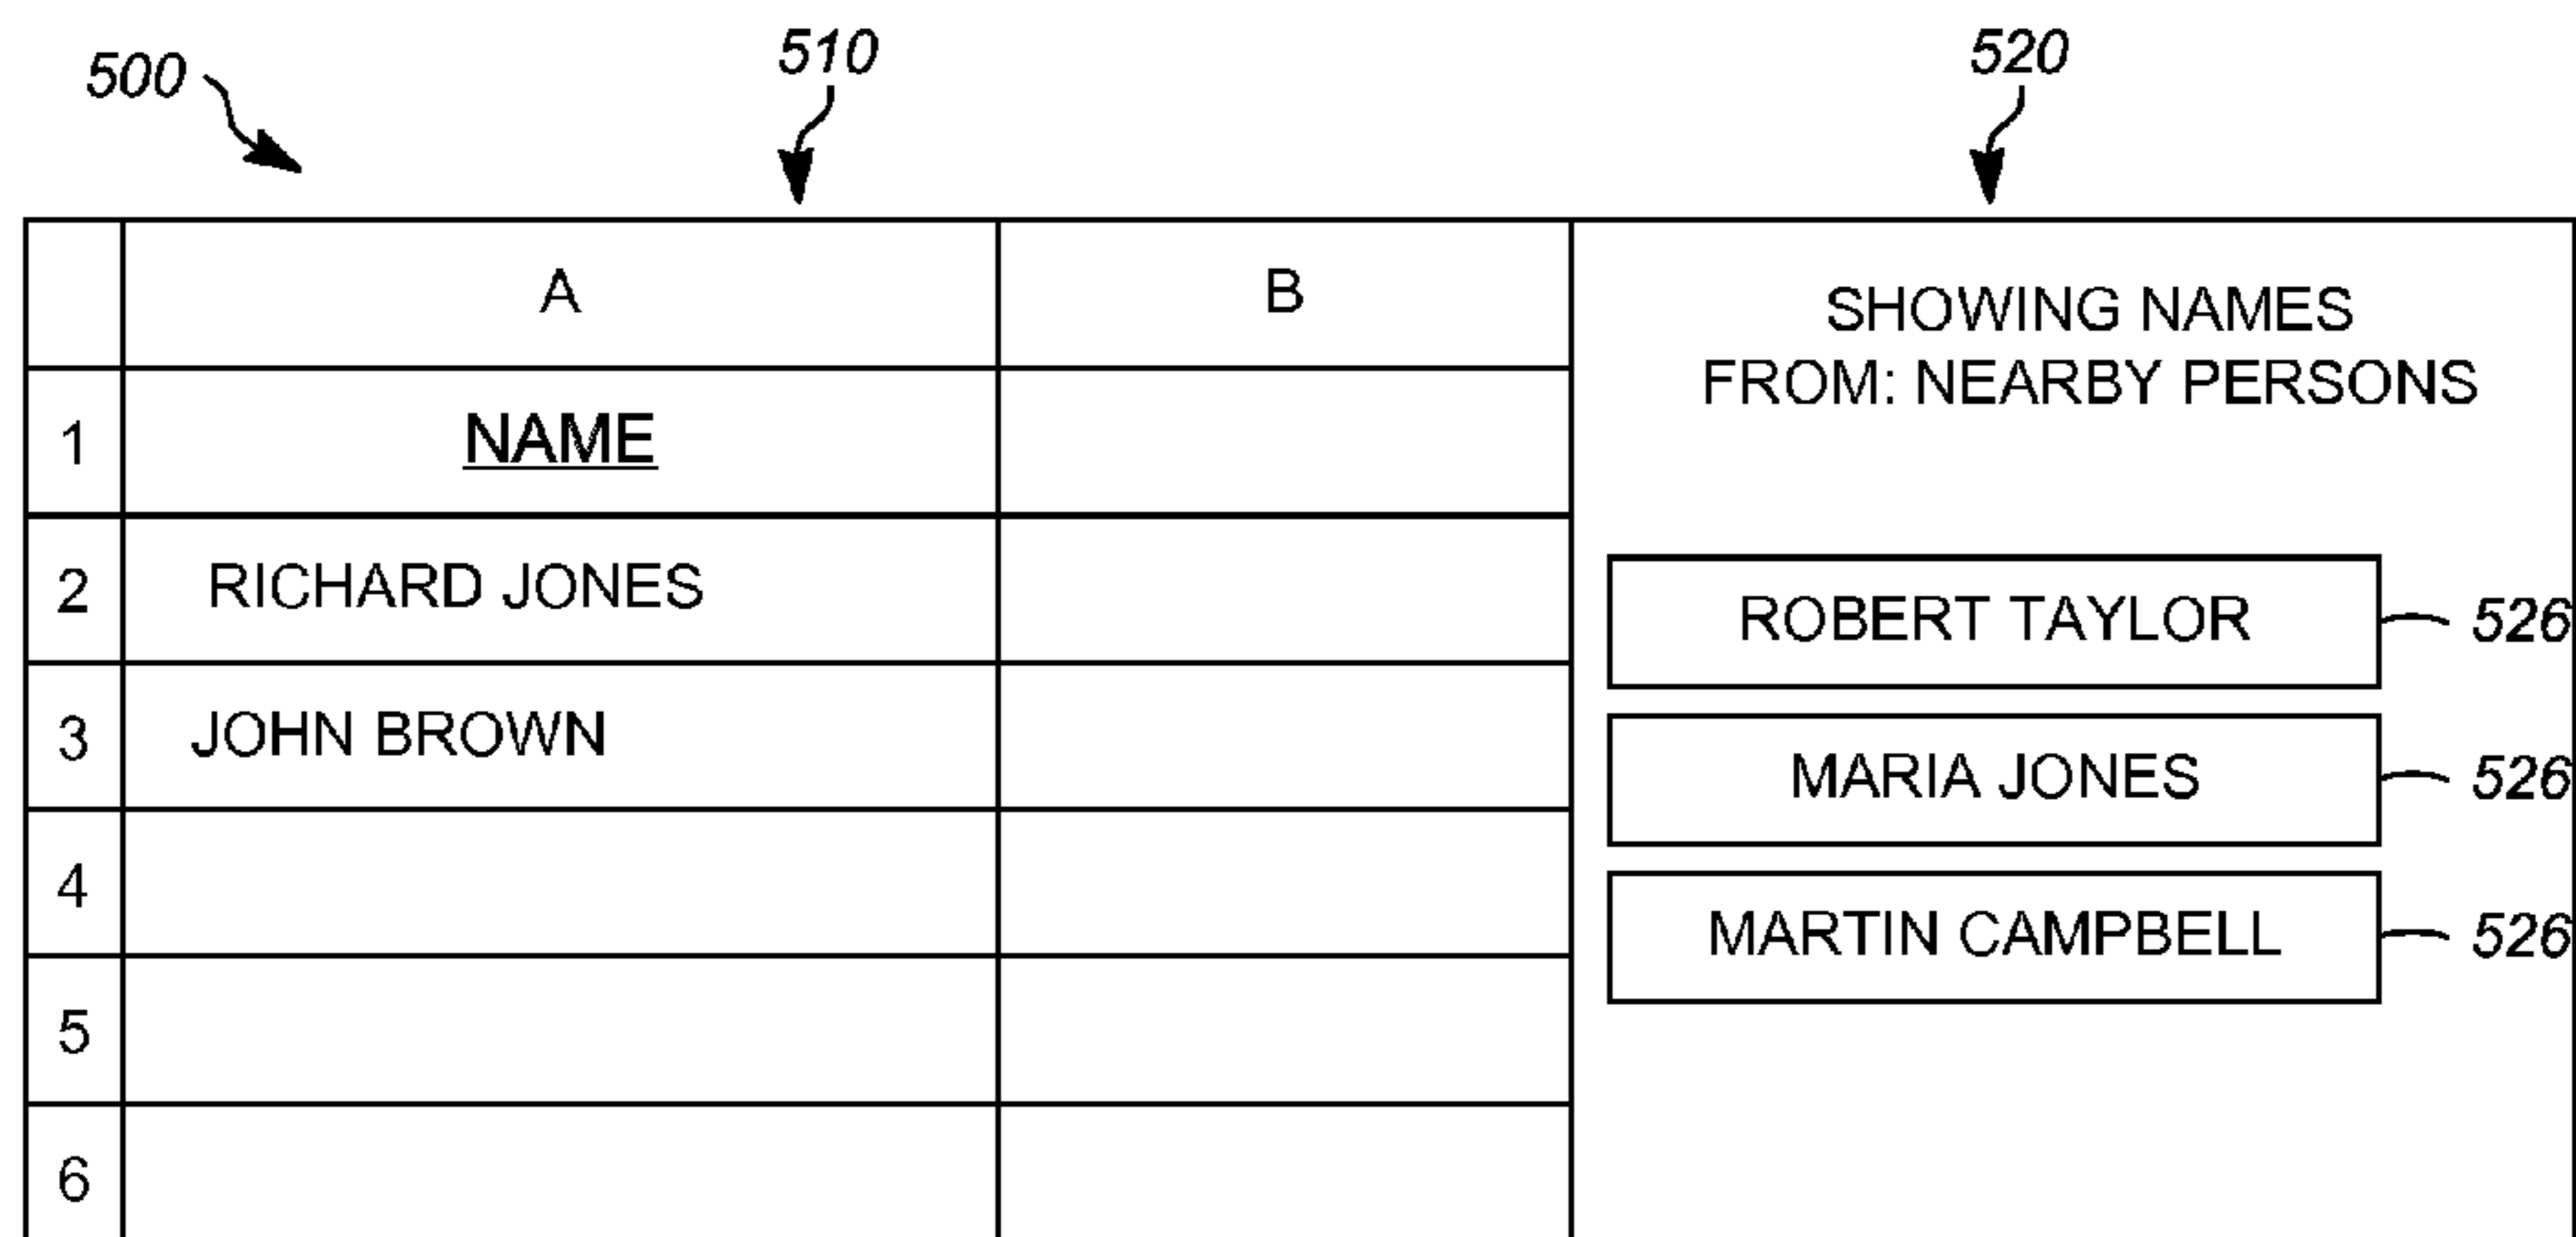 500
510
520
A
B
SHOWING NAMES
FROM: NEARBY PERSONS
1
NAME
2
RICHARD JONES
3
JOHN BROWN
4
5
6
ROBERT TAYLOR
526
MARIA JONES
526
MARTIN CAMPBELL
526